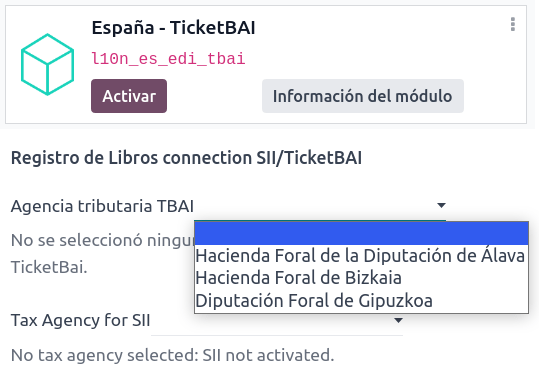 España - TicketBAI
l10n_es_edi_tbai
Activar
Información del módulo
Registro de Libros connection SII/TicketBAI
Agencia tributaria TBAI
No se seleccionó
TicketBai.
Hacienda Foral de la Diputación de Álava
Hacienda Foral de Bizkaia
Diputación Foral de Gipuzkoa
Tax Agency for SII
No tax agency selected: SII not activated.